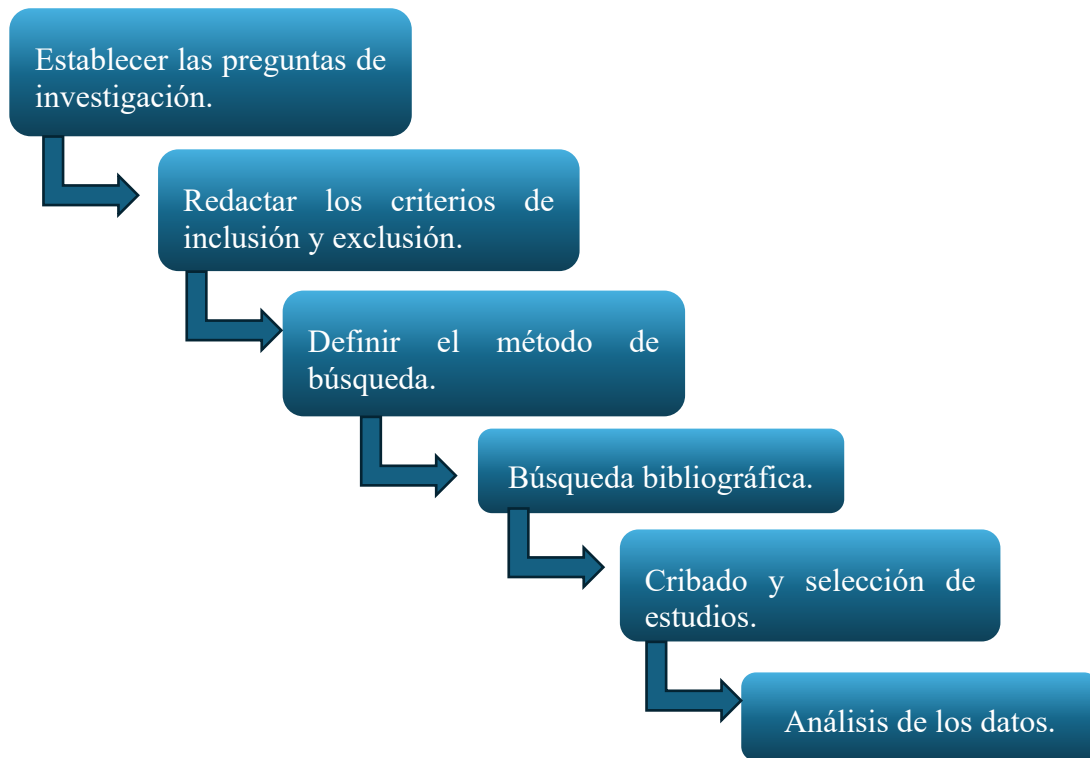 Establecer las preguntas de
investigación.
Redactar los criterios de
inclusión y exclusión.
Definir el método de
búsqueda.
Búsqueda bibliográfica.
Cribado y selección de
estudios.
Análisis de los datos.